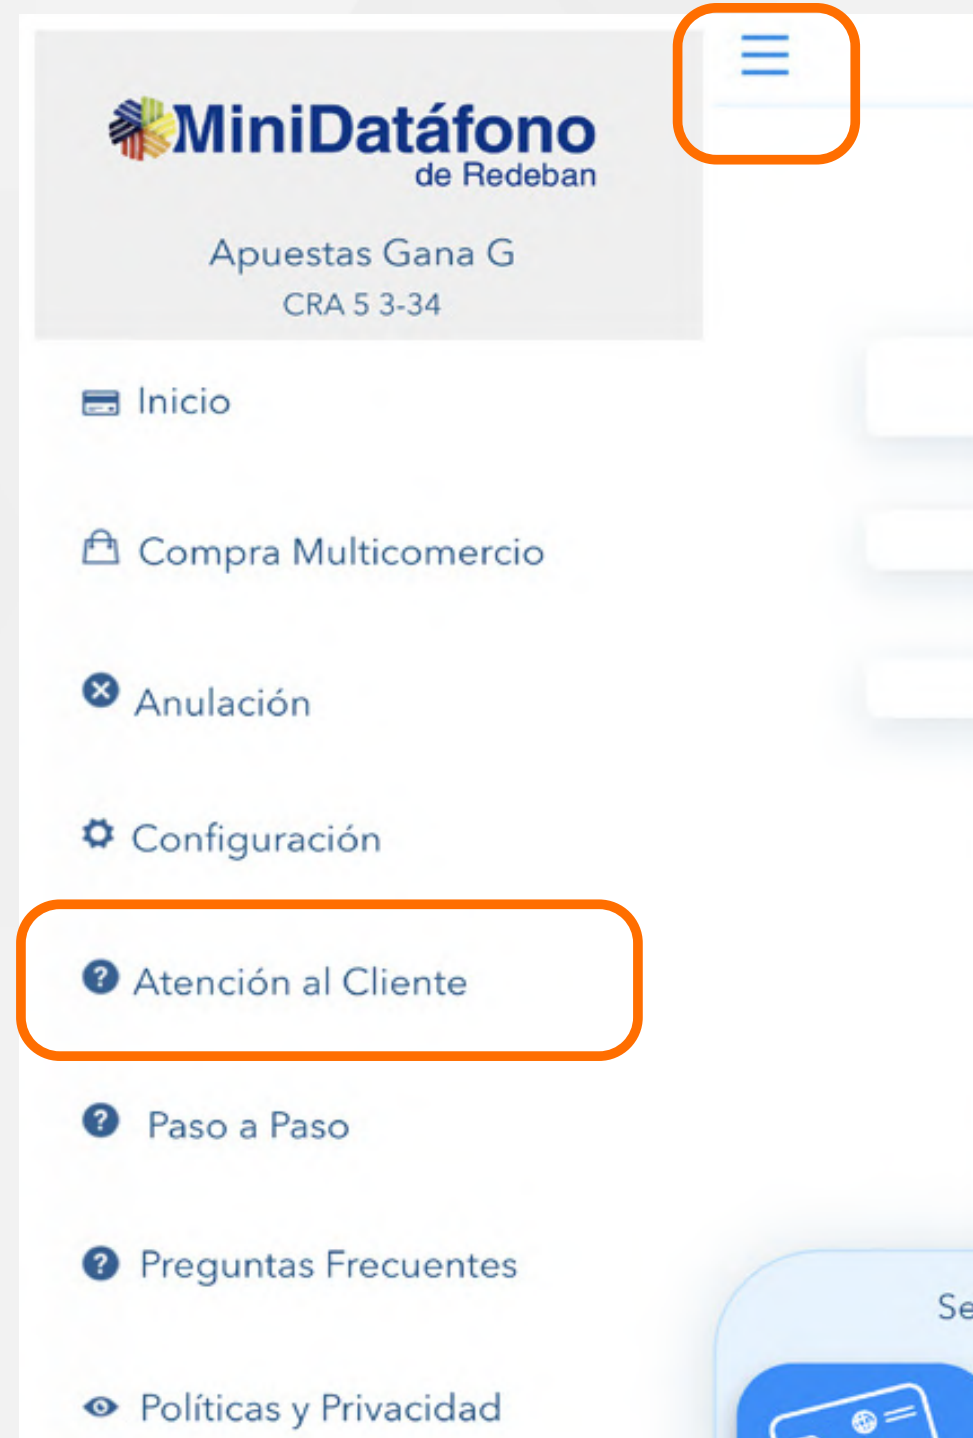 MiniDatáfono
de Redeban
Apuestas Gana G
CRA 5 3-34
Inicio
Compra Multicomercio
Anulación
Configuración
Atención al Cliente
Paso a Paso
Preguntas Frecuentes
Se
Políticas y Privacidad